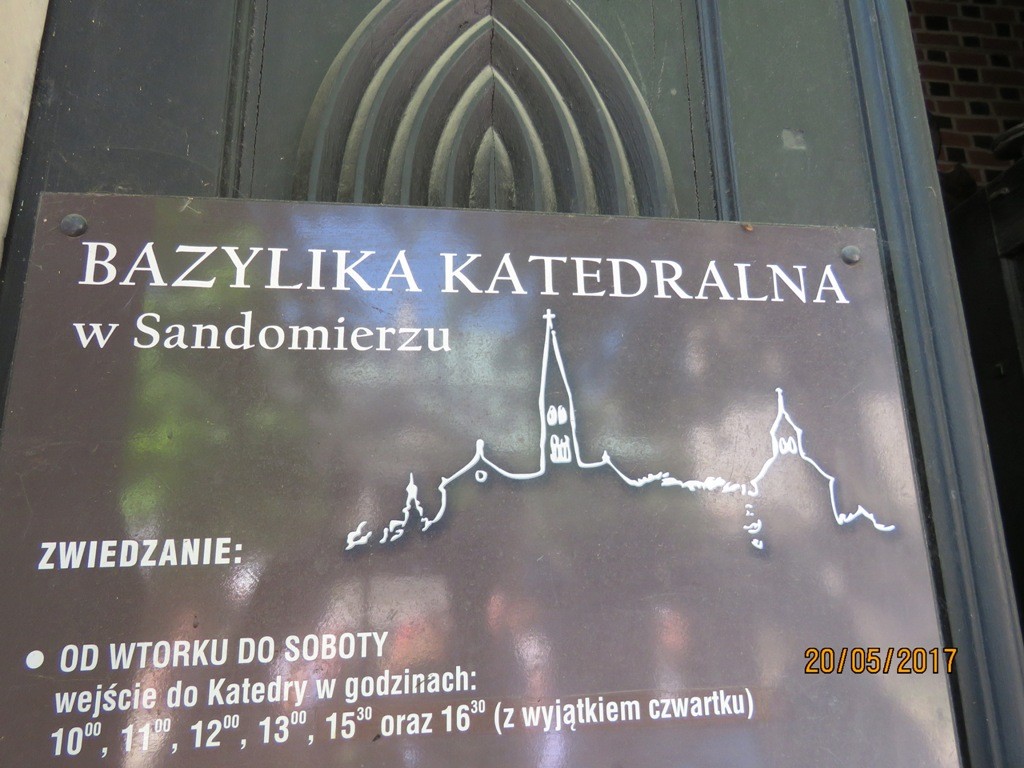 BAZYLIKA KATEDRALNA
w Sandomierzu
ZWIEDZANIE:
● OD WTORKU DO SOBOTY
wejście do Katedry w godzinach:
10⁰⁰, 11⁰⁰, 12⁰⁰, 13⁰⁰, 15³⁰ oraz 16³⁰ (z wyjątkiem czwartku)
20/05/2017